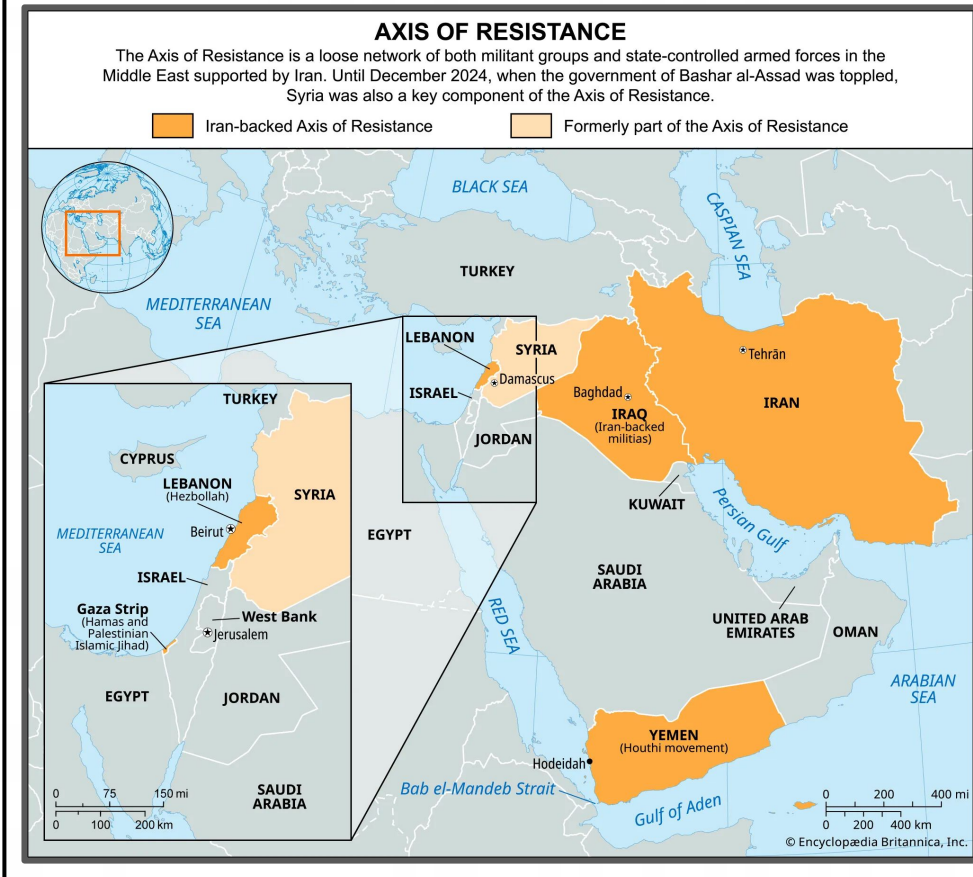 AXIS OF RESISTANCE
The Axis of Resistance is a loose network of both militant groups and state-controlled armed forces in the
Middle East supported by Iran. Until December 2024, when the government of Bashar al-Assad was toppled,
Syria was also a key component of the Axis of Resistance.
Iran-backed Axis of Resistance
Formerly part of the Axis of Resistance
BLACK SEA
CASPIAN SEA
TURKEY
MEDITERRANEAN
SEA
LEBANON
SYRIA
Tehrān
Damascus
ISRAEL
Baghdad
IRAQ
(Iran-backed
militias)
IRAN
JORDAN
KUWAIT
Persian Gulf
EGYPT
SAUDI
ARABIA
RED SEA
UNITED ARAB
EMIRATES
OMAN
ARABIAN
SEA
YEMEN
(Houthi movement)
Hodeidah
Bab el-Mandeb Strait
Gulf of Aden
0 200 400 mi
0 200 400 km
© Encyclopædia Britannica, Inc.
TURKEY
CYPRUS
LEBANON
(Hezbollah)
SYRIA
Beirut
MEDITERRANEAN
SEA
ISRAEL
Gaza Strip
(Hamas and
Palestinian
Islamic Jihad)
West Bank
Jerusalem
EGYPT
JORDAN
SAUDI
ARABIA
0 75 150 mi
0 100 200 km